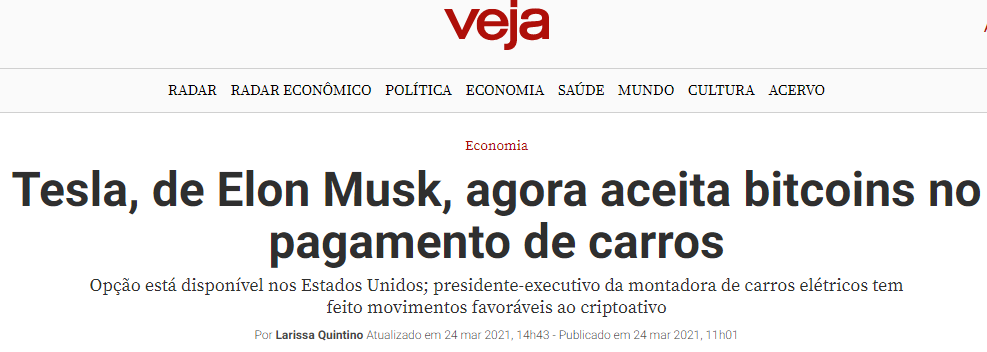 veja
RADAR RADAR ECONÔMICO POLÍTICA ECONOMIA SAÚDE MUNDO CULTURA ACERVO
Economia
Tesla, de Elon Musk, agora aceita bitcoins no
pagamento de carros
Opção está disponível nos Estados Unidos; presidente-executivo da montadora de carros elétricos tem
feito movimentos favoráveis ao criptoativo
Por Larissa Quintino Atualizado em 24 mar 2021, 14h43 - Publicado em 24 mar 2021, 11h01